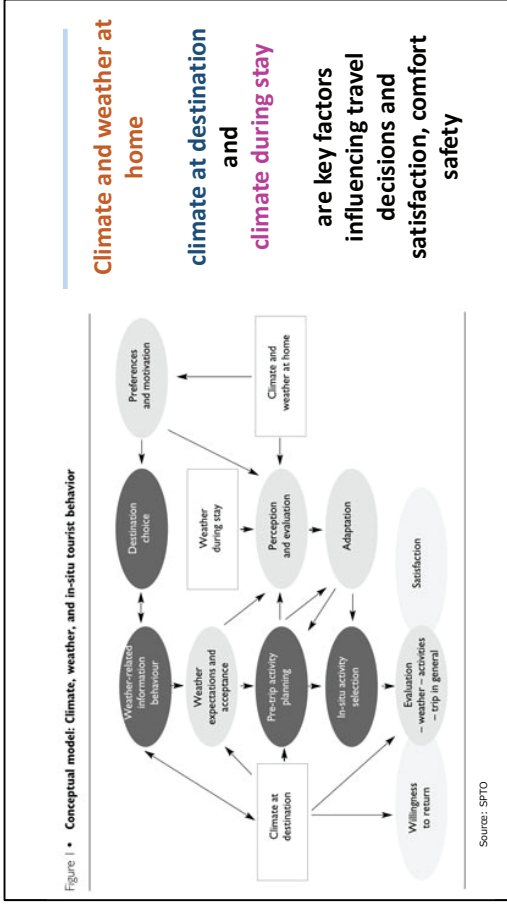 Figure 1 • Conceptual model: Climate, weather, and in-situ tourist behavior
Weather-related
information
behaviour
Destination
choice
Preferences
and motivation
Weather
expectations and
acceptance
Weather
during stay
Climate at
destination
Pre-trip activity
planning
Perception
and evaluation
Climate and
weather at home
In-situ activity
selection
Adaptation
Willingness
to return
Evaluation
– weather – activities
– trip in general
Satisfaction
Source: SPTO
Climate and weather at
home
climate at destination
and
climate during stay
are key factors
influencing travel
decisions and
satisfaction, comfort
safety